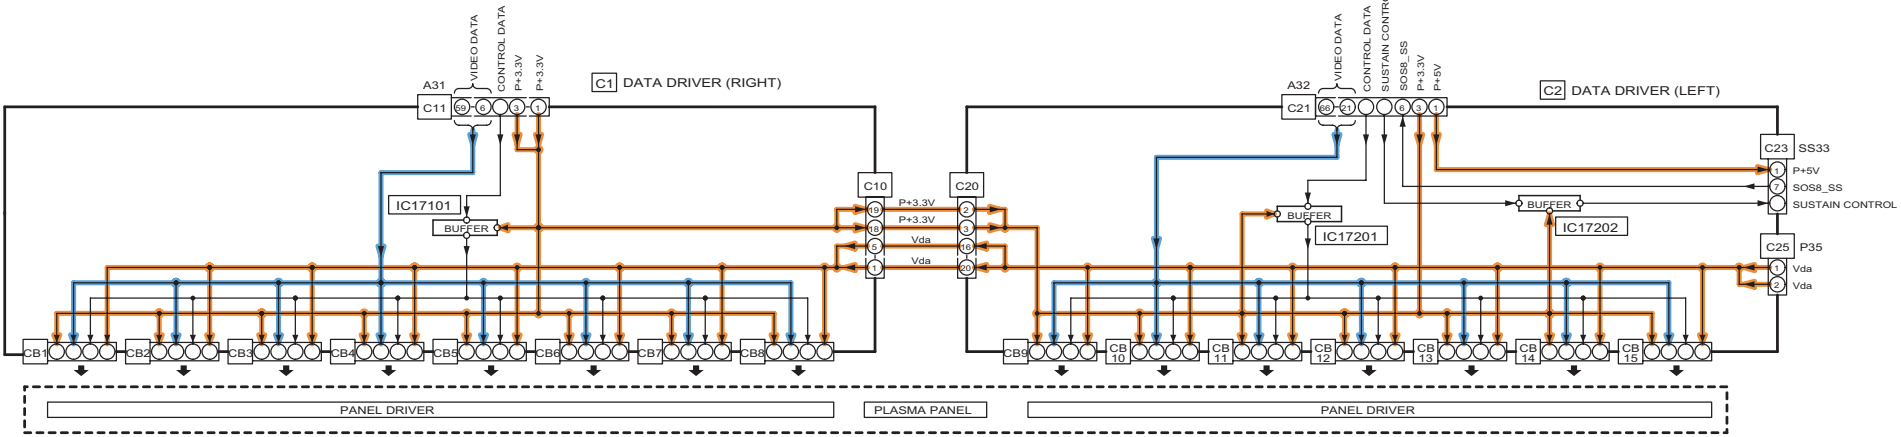 VIDEO DATA
CONTROL DATA
P+3.3V
P+3.3V
A31
C11 59 - 6 3 1
C1 DATA DRIVER (RIGHT)
IC17101
BUFFER
C10
19
18
5
1
P+3.3V
P+3.3V
Vda
Vda
C20
2
3
16
20
VIDEO DATA
CONTROL DATA
SUSTAIN CONTRO
SOS8_SS
P+3.3V
P+5V
A32
C21 66 - 21 6 3 1
C2 DATA DRIVER (LEFT)
C23 SS33
1 P+5V
7 SOS8_SS
SUSTAIN CONTROL
BUFFER
IC17201
BUFFER
IC17202
C25 P35
1 Vda
2 Vda
CB1
CB2
CB3
CB4
CB5
CB6
CB7
CB8
CB9
CB 10
CB 11
CB 12
CB 13
CB 14
CB 15
PANEL DRIVER
PLASMA PANEL
PANEL DRIVER